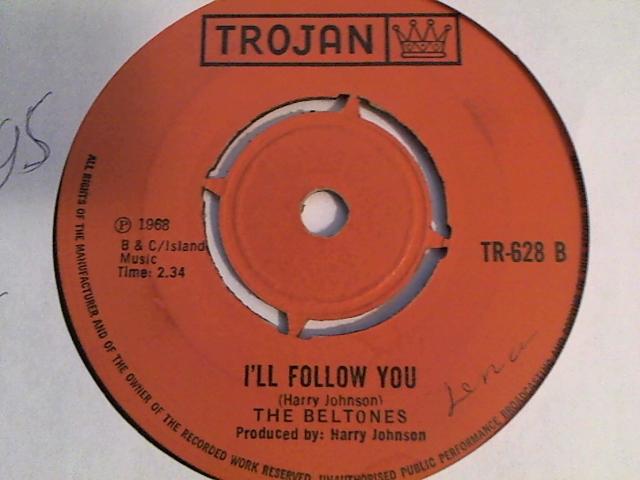 TROJAN
℗ 1968
B & C/Island
Music
Time: 2.34
TR-628 B
I'LL FOLLOW YOU
(Harry Johnson)
THE BELTONES
Produced by: Harry Johnson
Lena
ALL RIGHTS OF THE MANUFACTURER AND OF THE OWNER OF THE RECORDED WORK RESERVED. UNAUTHORISED PUBLIC PERFORMANCE BROADCASTING AND